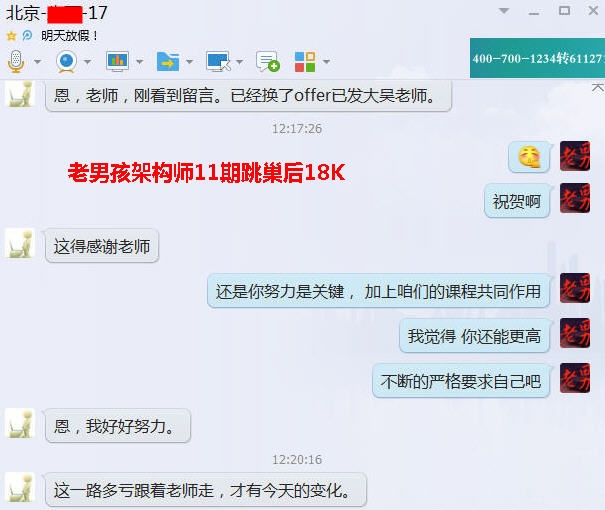 北京-
-17
明天放假！
400-700-1234转611271
恩，老师，刚看到留言。已经换了offer已发大吴老师。
12:17:26
老男孩架构师11期跳巢后18K
老男
祝贺啊
老男
这得感谢老师
还是你努力是关键， 加上咱们的课程共同作用
老男
我觉得 你还能更高
老男
不断的严格要求自己吧
老男
恩，我好好努力。
12:20:16
这一路多亏跟着老师走，才有今天的变化。